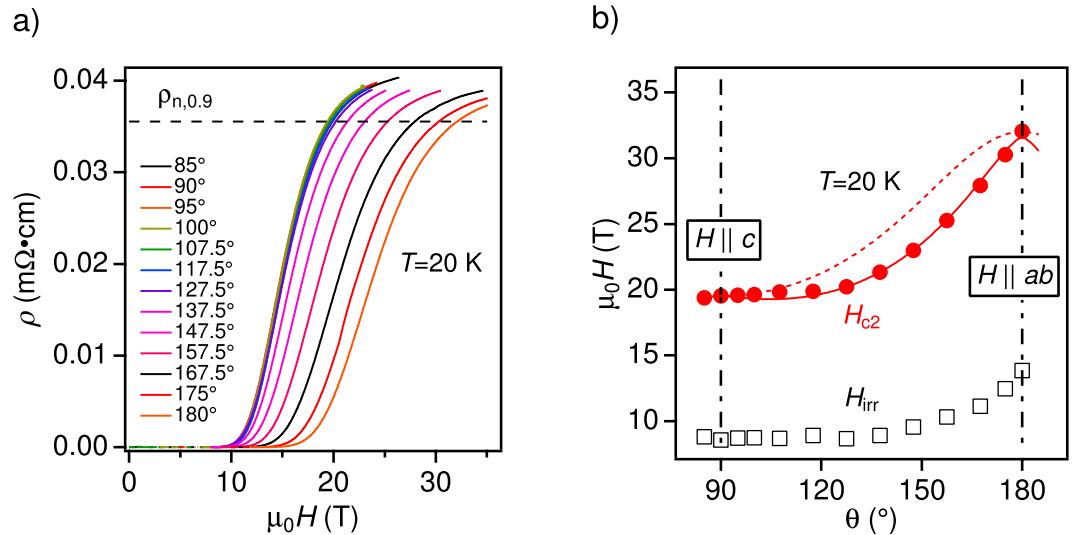 a)
ρ (mΩ•cm)
0.04
0.03
0.02
0.01
0.00
ρn,0.9
85°
90°
95°
100°
107.5°
117.5°
127.5°
137.5°
147.5°
157.5°
167.5°
175°
180°
T=20 K
0
10
20
30
μ0H (T)
b)
μ0H (T)
35
30
25
20
15
10
T=20 K
H || c
H || ab
Hc2
Hirr
90
120
150
180
θ (°)